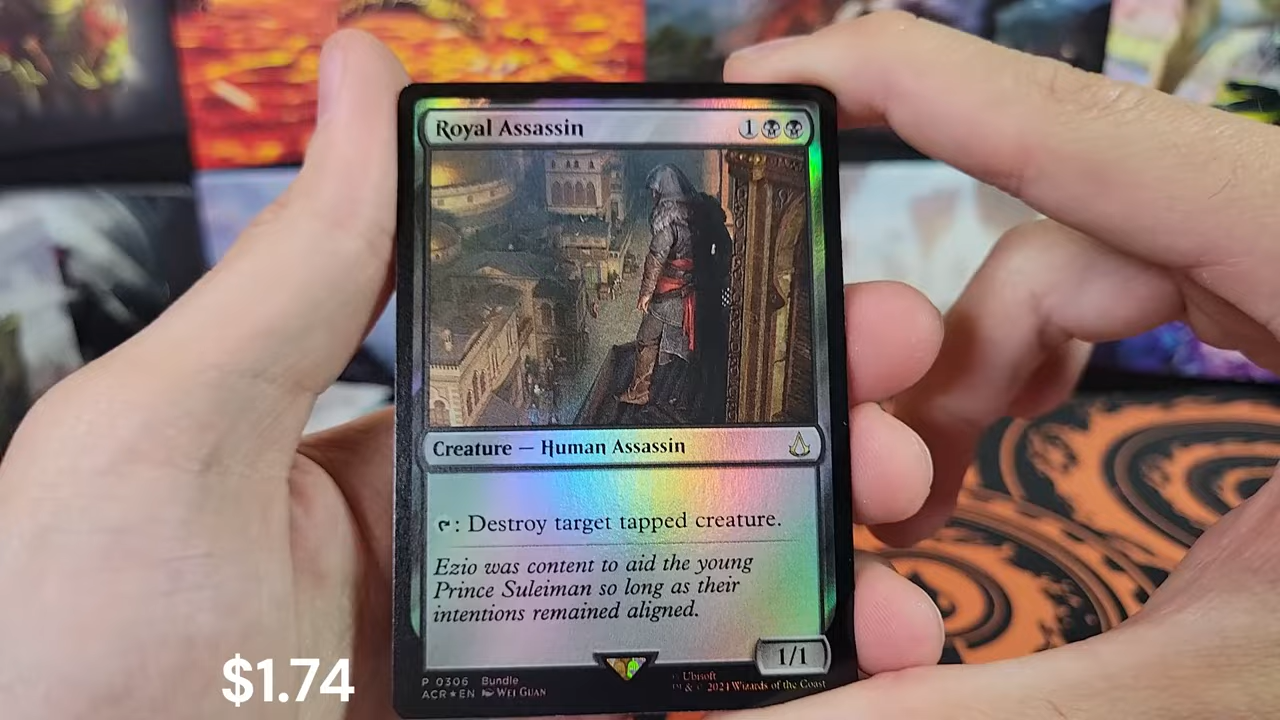 Royal Assassin 1
Creature — Human Assassin
: Destroy target tapped creature.
Ezio was content to aid the young
Prince Suleiman so long as their
intentions remained aligned.
1/1
P 0306 Bundle
ACR★EN Wei Guan
Ubisoft
™ & © 2024 Wizards of the Coast
$1.74